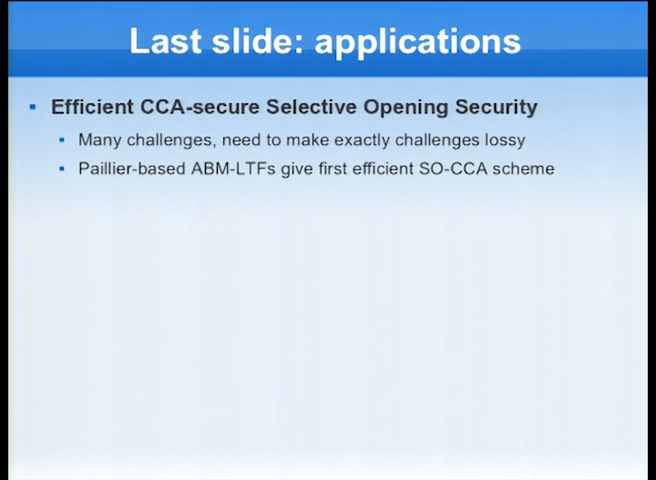 Last slide: applications
Efficient CCA-secure Selective Opening Security
Many challenges, need to make exactly challenges lossy
Paillier-based ABM-LTFs give first efficient SO-CCA scheme